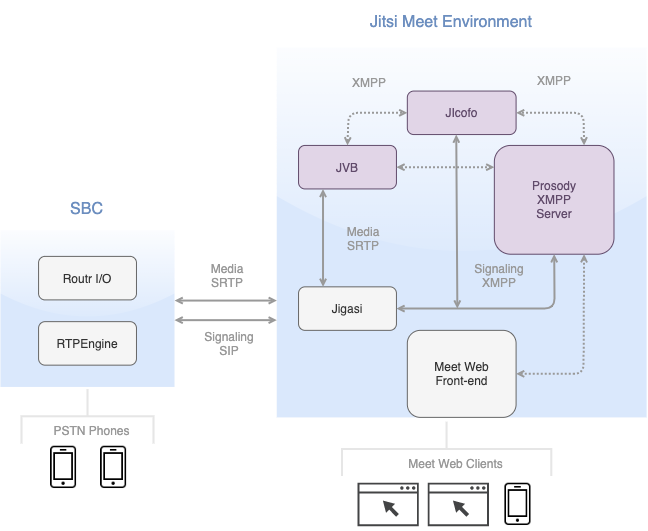 Jitsi Meet Environment
XMPP
XMPP
JIcofo
JVB
Prosody
XMPP
Server
SBC
Media
SRTP
Routr I/O
Media
SRTP
Signaling
XMPP
Jigasi
RTPEngine
Signaling
SIP
Meet Web
Front-end
PSTN Phones
Meet Web Clients